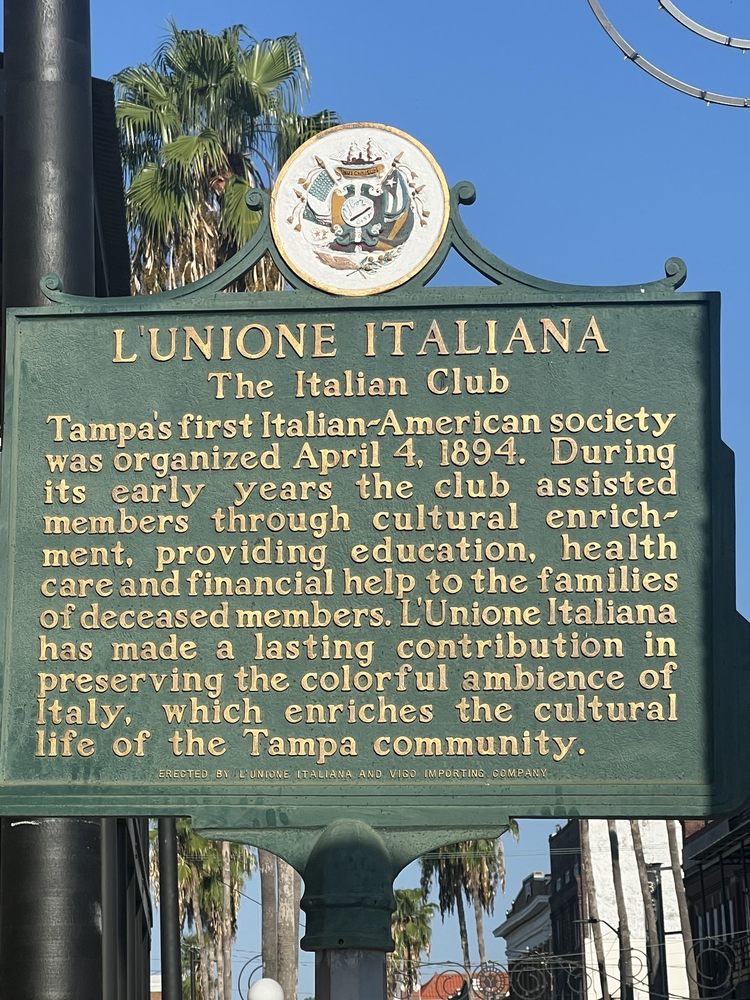 L'UNIONE ITALIANA
The Italian Club
Tampa's first Italian-American society
was organized April 4, 1894. During
its early years the club assisted
members through cultural enrich-
ment, providing education, health
care and financial help to the families
of deceased members. L'Unione Italiana
has made a lasting contribution in
preserving the colorful ambience of
Italy, which enriches the cultural
life of the Tampa community.
ERECTED BY L'UNIONE ITALIANA AND VIGO IMPORTING COMPANY